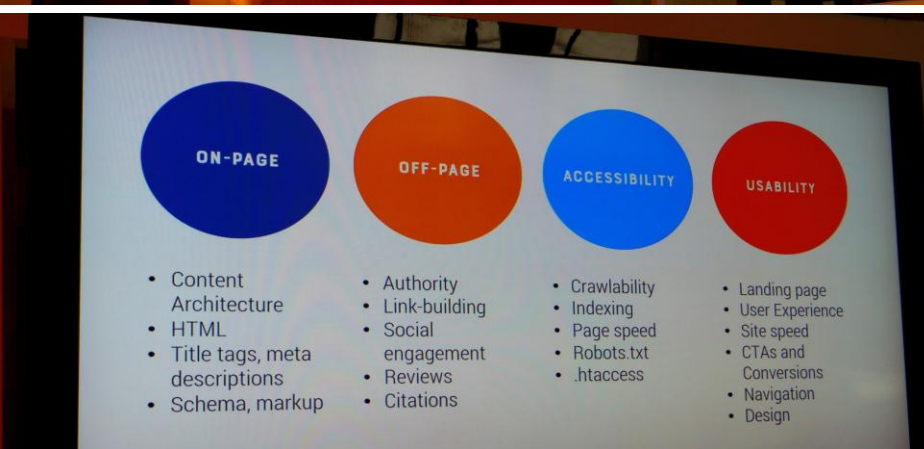 ON-PAGE
• Content
Architecture
• HTML
• Title tags, meta
descriptions
• Schema, markup
OFF-PAGE
• Authority
• Link-building
• Social
engagement
• Reviews
• Citations
ACCESSIBILITY
• Crawlability
• Indexing
• Page speed
• Robots.txt
• .htaccess
USABILITY
• Landing page
• User Experience
• Site speed
• CTAs and
Conversions
• Navigation
• Design